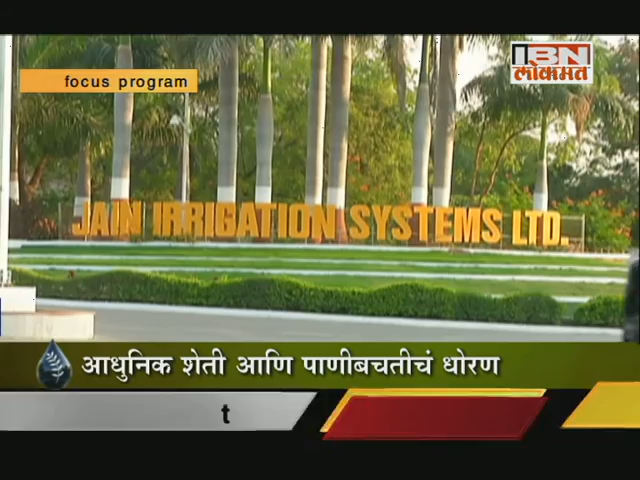 IBN
लोकमत
focus program
JAIN IRRIGATION SYSTEMS LTD.
आधुनिक शेती आणि पाणीबचतीचं धोरण
t